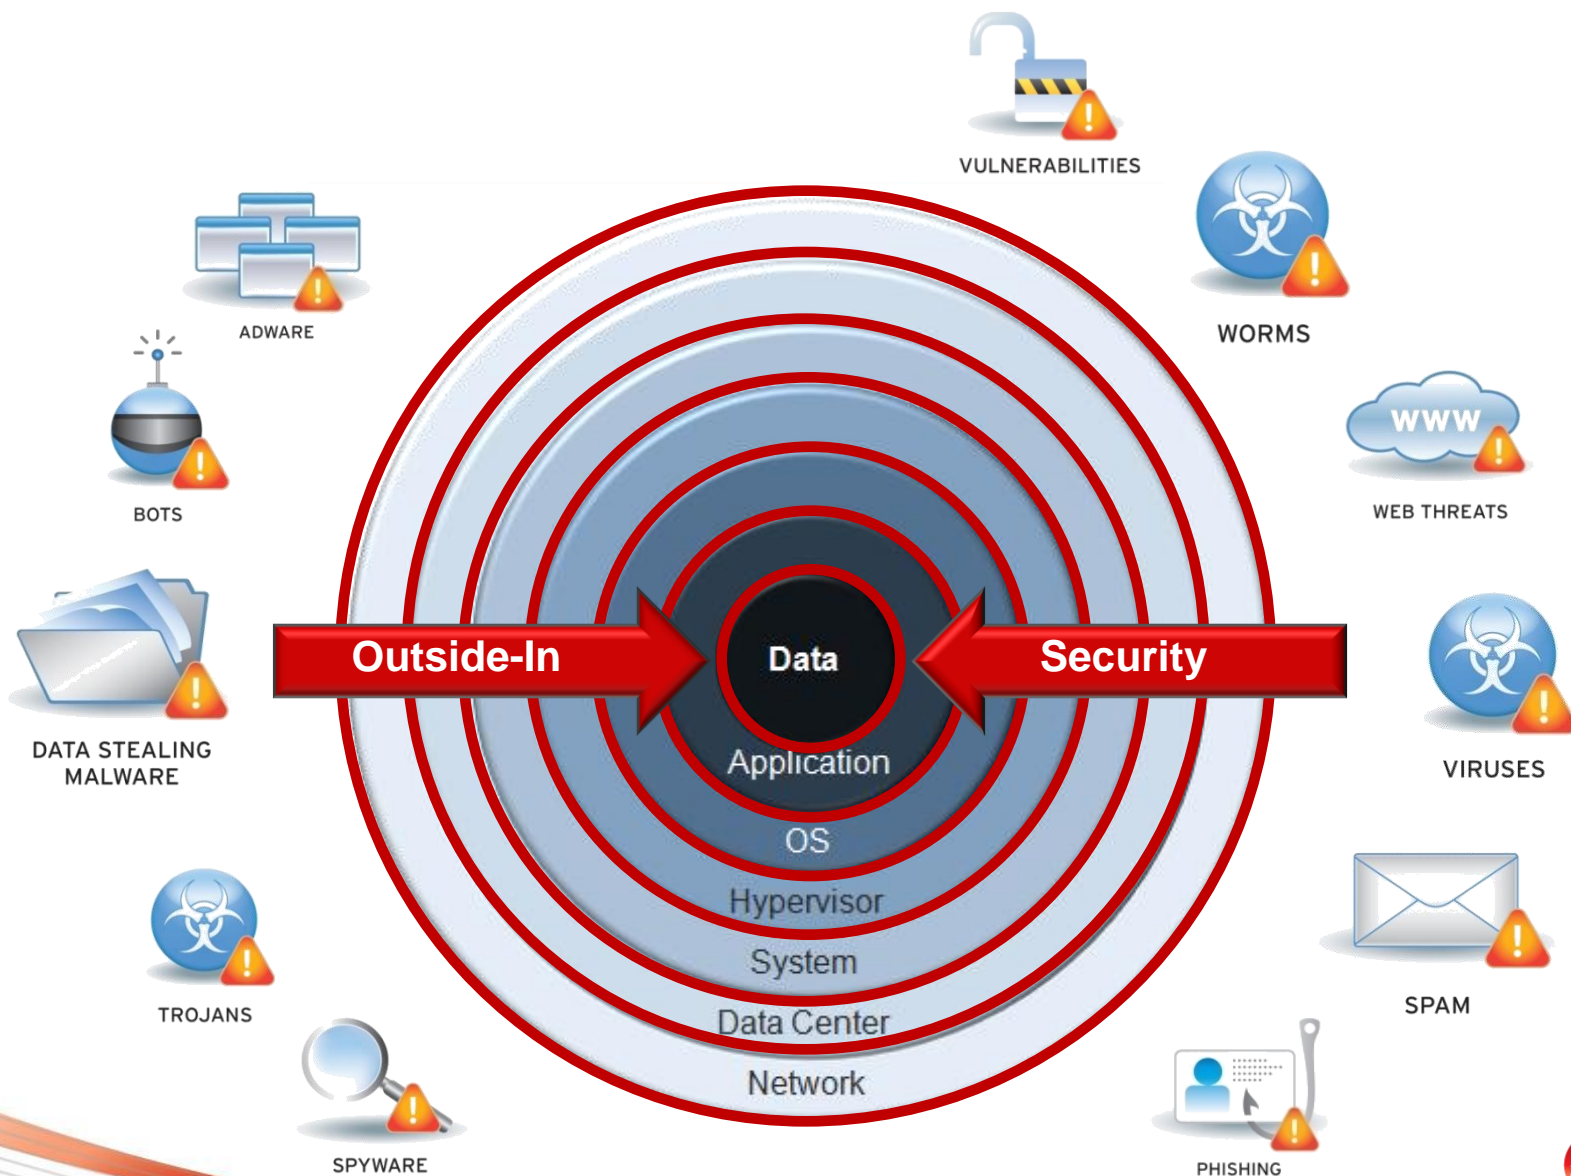 VULNERABILITIES
WORMS
ADWARE
WWW
BOTS
WEB THREATS
Outside-In
Data
Security
DATA STEALING
MALWARE
Application
VIRUSES
OS
Hypervisor
System
SPAM
TROJANS
Data Center
Network
SPYWARE
PHISHING